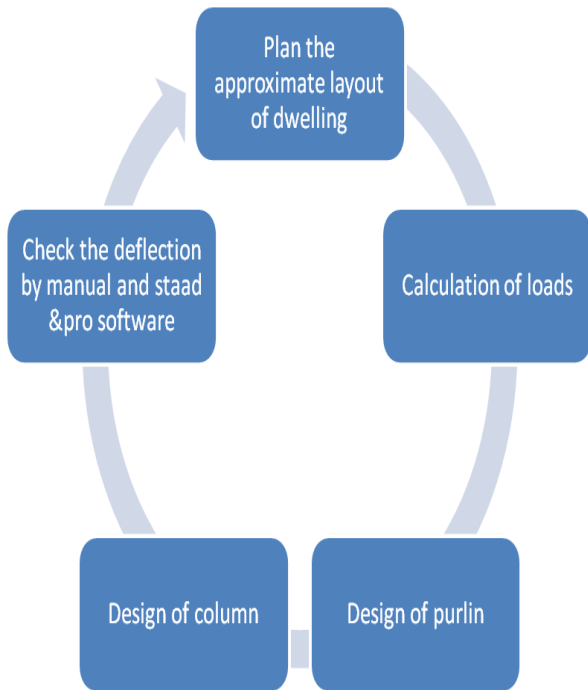 Plan the
approximate layout
of dwelling
Calculation of loads
Design of purlin
Design of column
Check the deflection
by manual and staad
&pro software